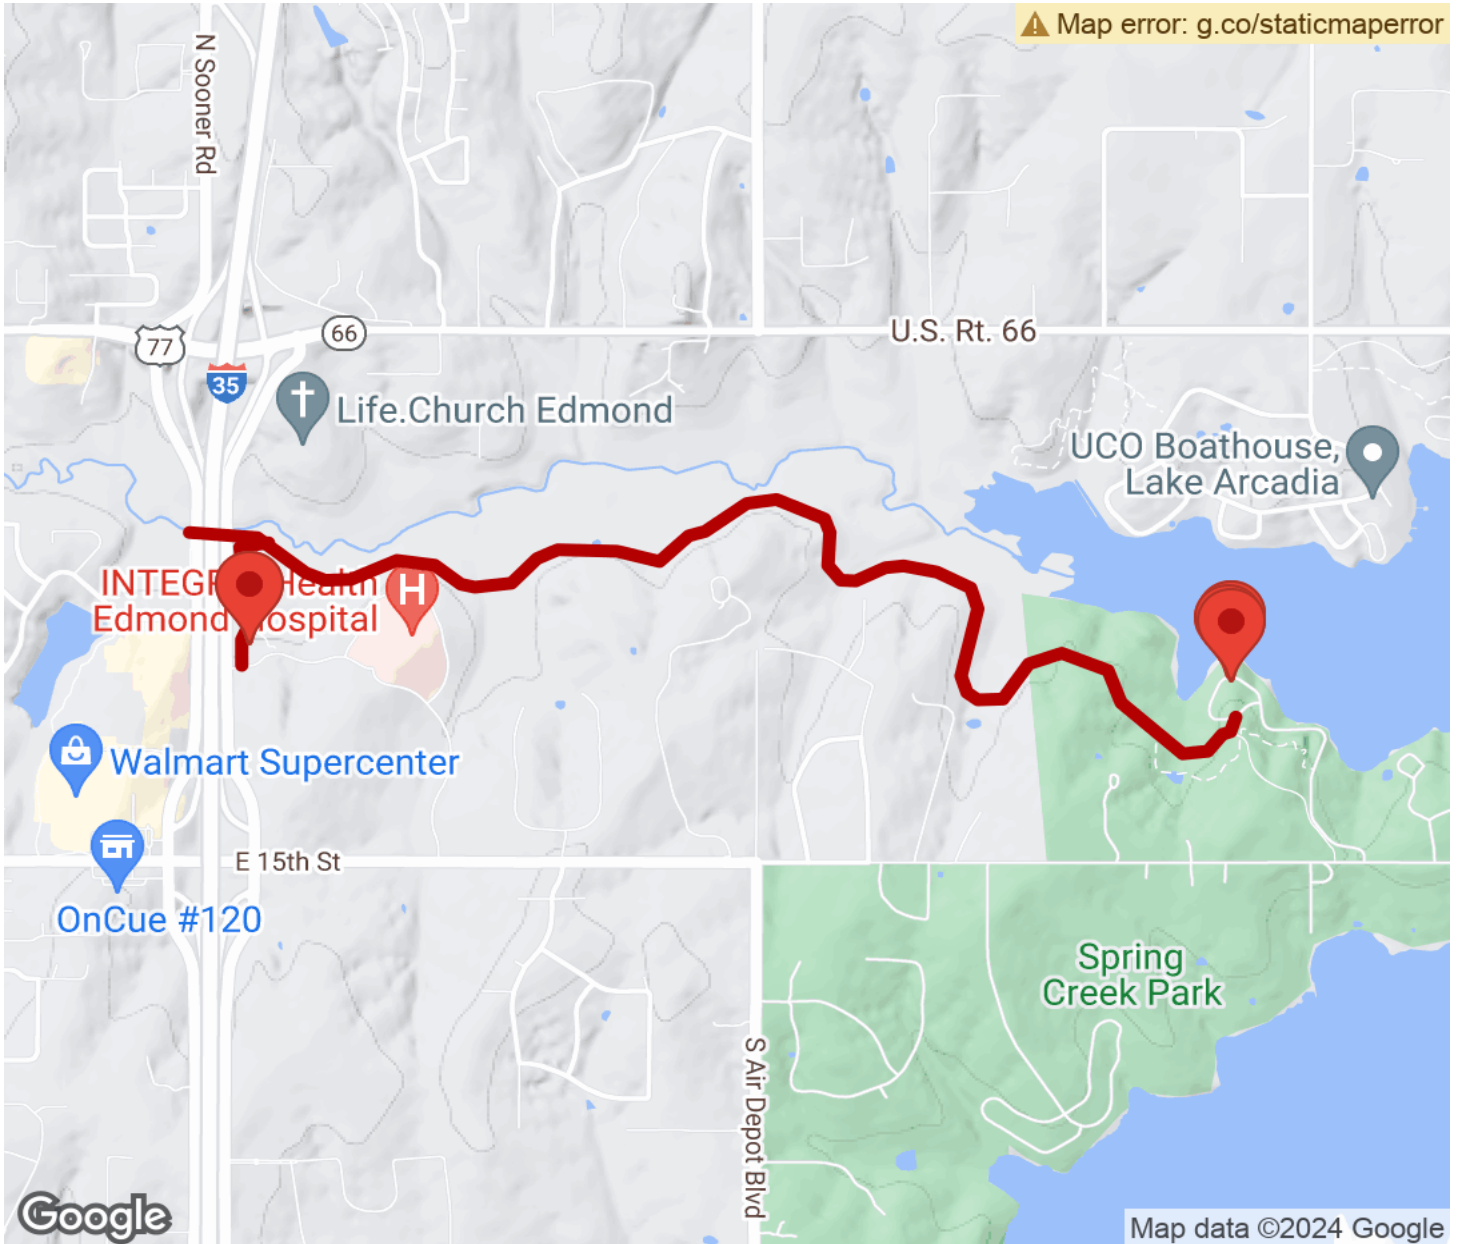 Map error: g.co/staticmaperror
N Sooner Rd
77
66
U.S. Rt. 66
35
Life.Church Edmond
UCO Boathouse,
Lake Arcadia
Health
Edmond
H
Walmart Supercenter
E 15th St
OnCue #120
Spring
Creek Park
S Air Depot Blvd
Google
Map data ©2024 Google